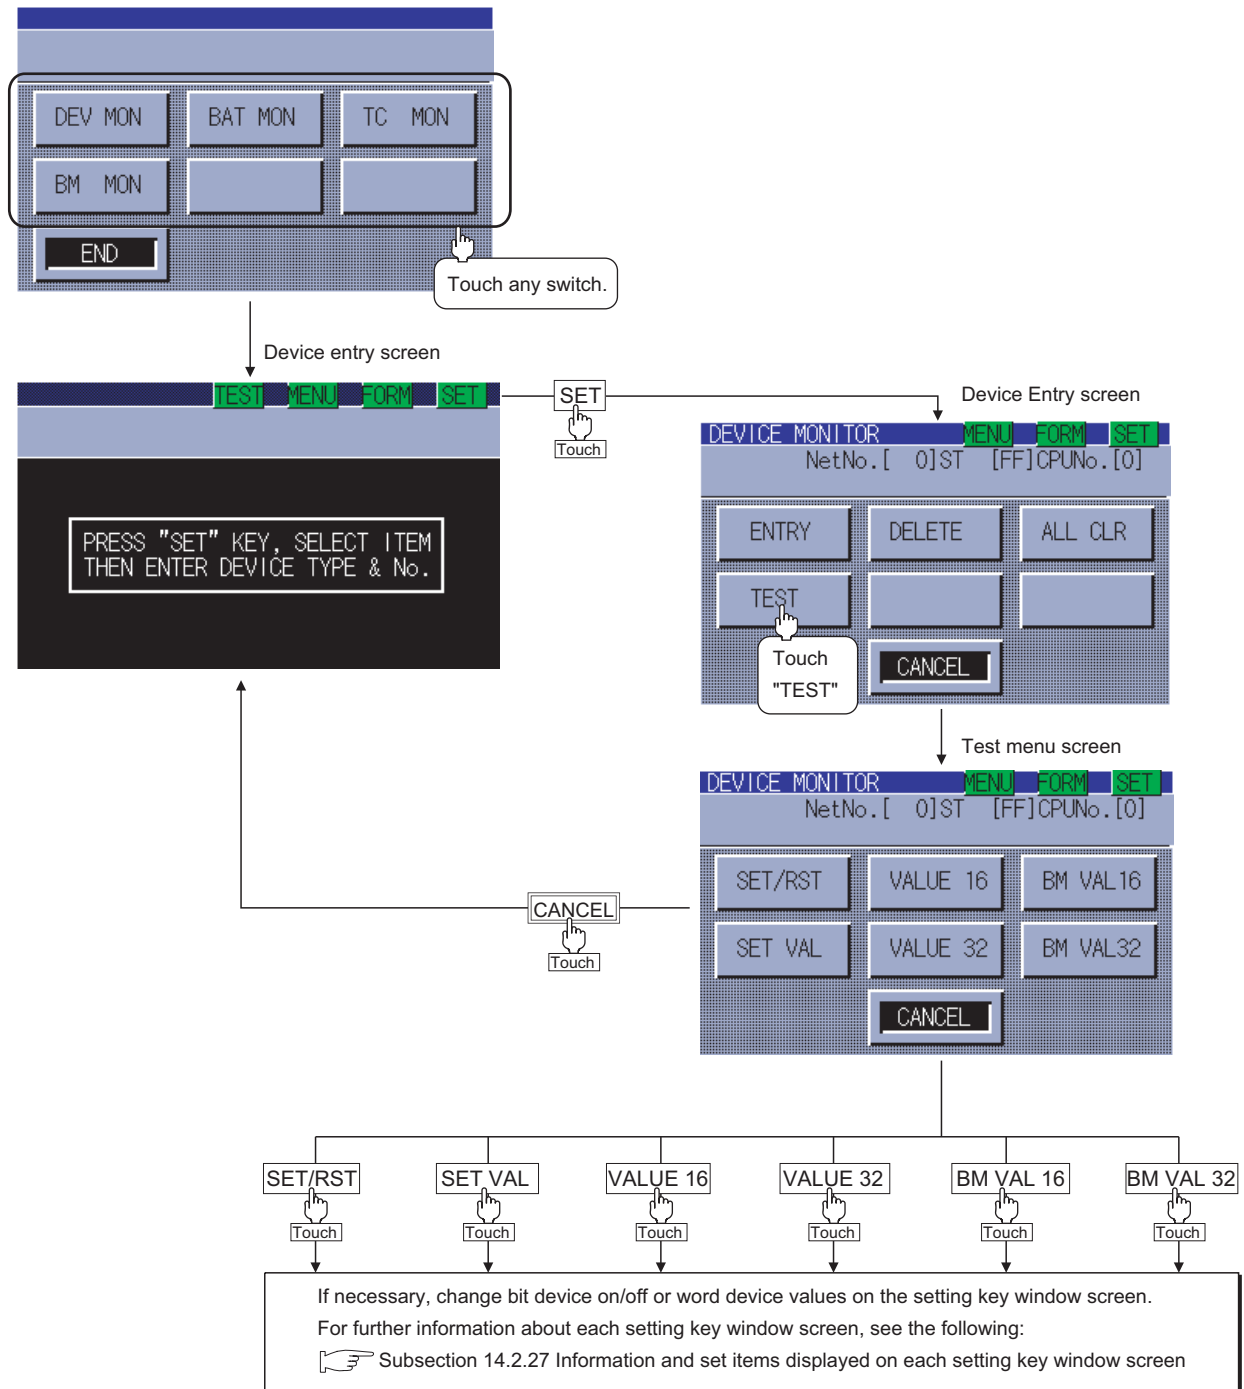 DEV MON
BAT MON
TC MON
BM MON
END
Touch any switch.
Device entry screen
TEST MENU FORM SET
SET
Touch
PRESS "SET" KEY, SELECT ITEM
THEN ENTER DEVICE TYPE & No.
Device Entry screen
DEVICE MONITOR MENU FORM SET
NetNo.[ 0]ST [FF]CPUNo.[0]
ENTRY
DELETE
ALL CLR
TEST
Touch
"TEST"
CANCEL
Test menu screen
DEVICE MONITOR MENU FORM SET
NetNo.[ 0]ST [FF]CPUNo.[0]
SET/RST
VALUE 16
BM VAL16
SET VAL
VALUE 32
BM VAL32
CANCEL
CANCEL
Touch
SET/RST
SET VAL
VALUE 16
VALUE 32
BM VAL 16
BM VAL 32
Touch
Touch
Touch
Touch
Touch
Touch
If necessary, change bit device on/off or word device values on the setting key window screen.
For further information about each setting key window screen, see the following:
Subsection 14.2.27 Information and set items displayed on each setting key window screen